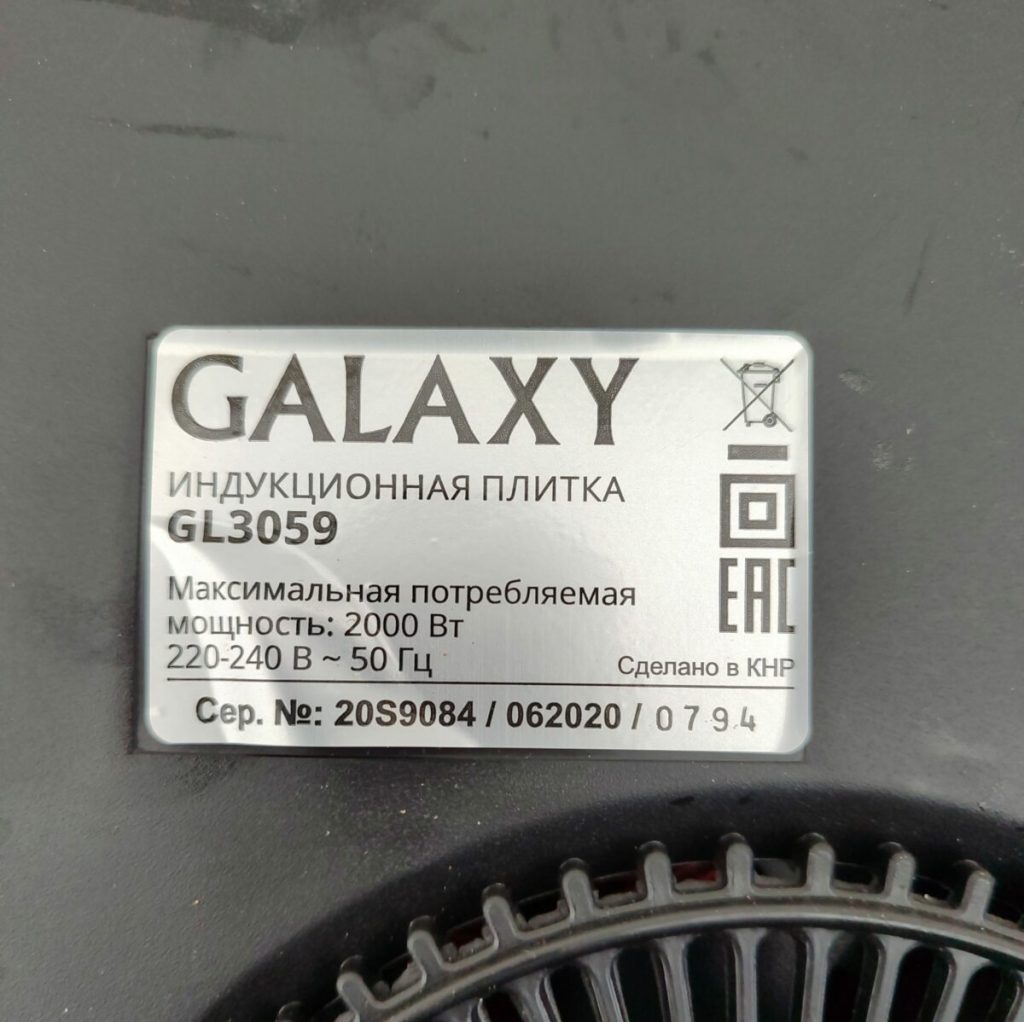 GALAXY
ИНДУКЦИОННАЯ ПЛИТКА
GL3059
EAC
Максимальная потребляемая
мощность: 2000 Вт
220-240 В ~ 50 Гц
Сделано в КНР
Сер. №: 20S9084 / 062020 / 0794